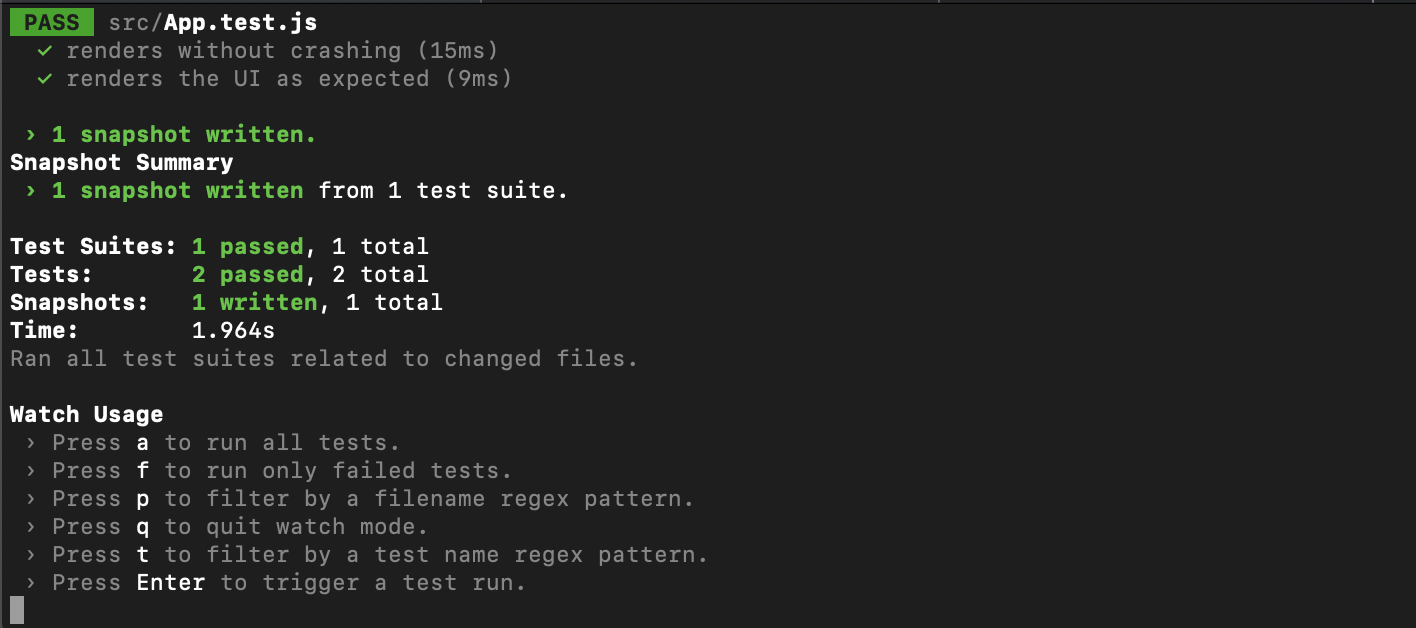 PASS src/App.test.js
✓ renders without crashing (15ms)
✓ renders the UI as expected (9ms)
› 1 snapshot written.
Snapshot Summary
› 1 snapshot written from 1 test suite.
Test Suites: 1 passed, 1 total
Tests: 2 passed, 2 total
Snapshots: 1 written, 1 total
Time: 1.964s
Ran all test suites related to changed files.
Watch Usage
› Press a to run all tests.
› Press f to run only failed tests.
› Press p to filter by a filename regex pattern.
› Press q to quit watch mode.
› Press t to filter by a test name regex pattern.
› Press Enter to trigger a test run.